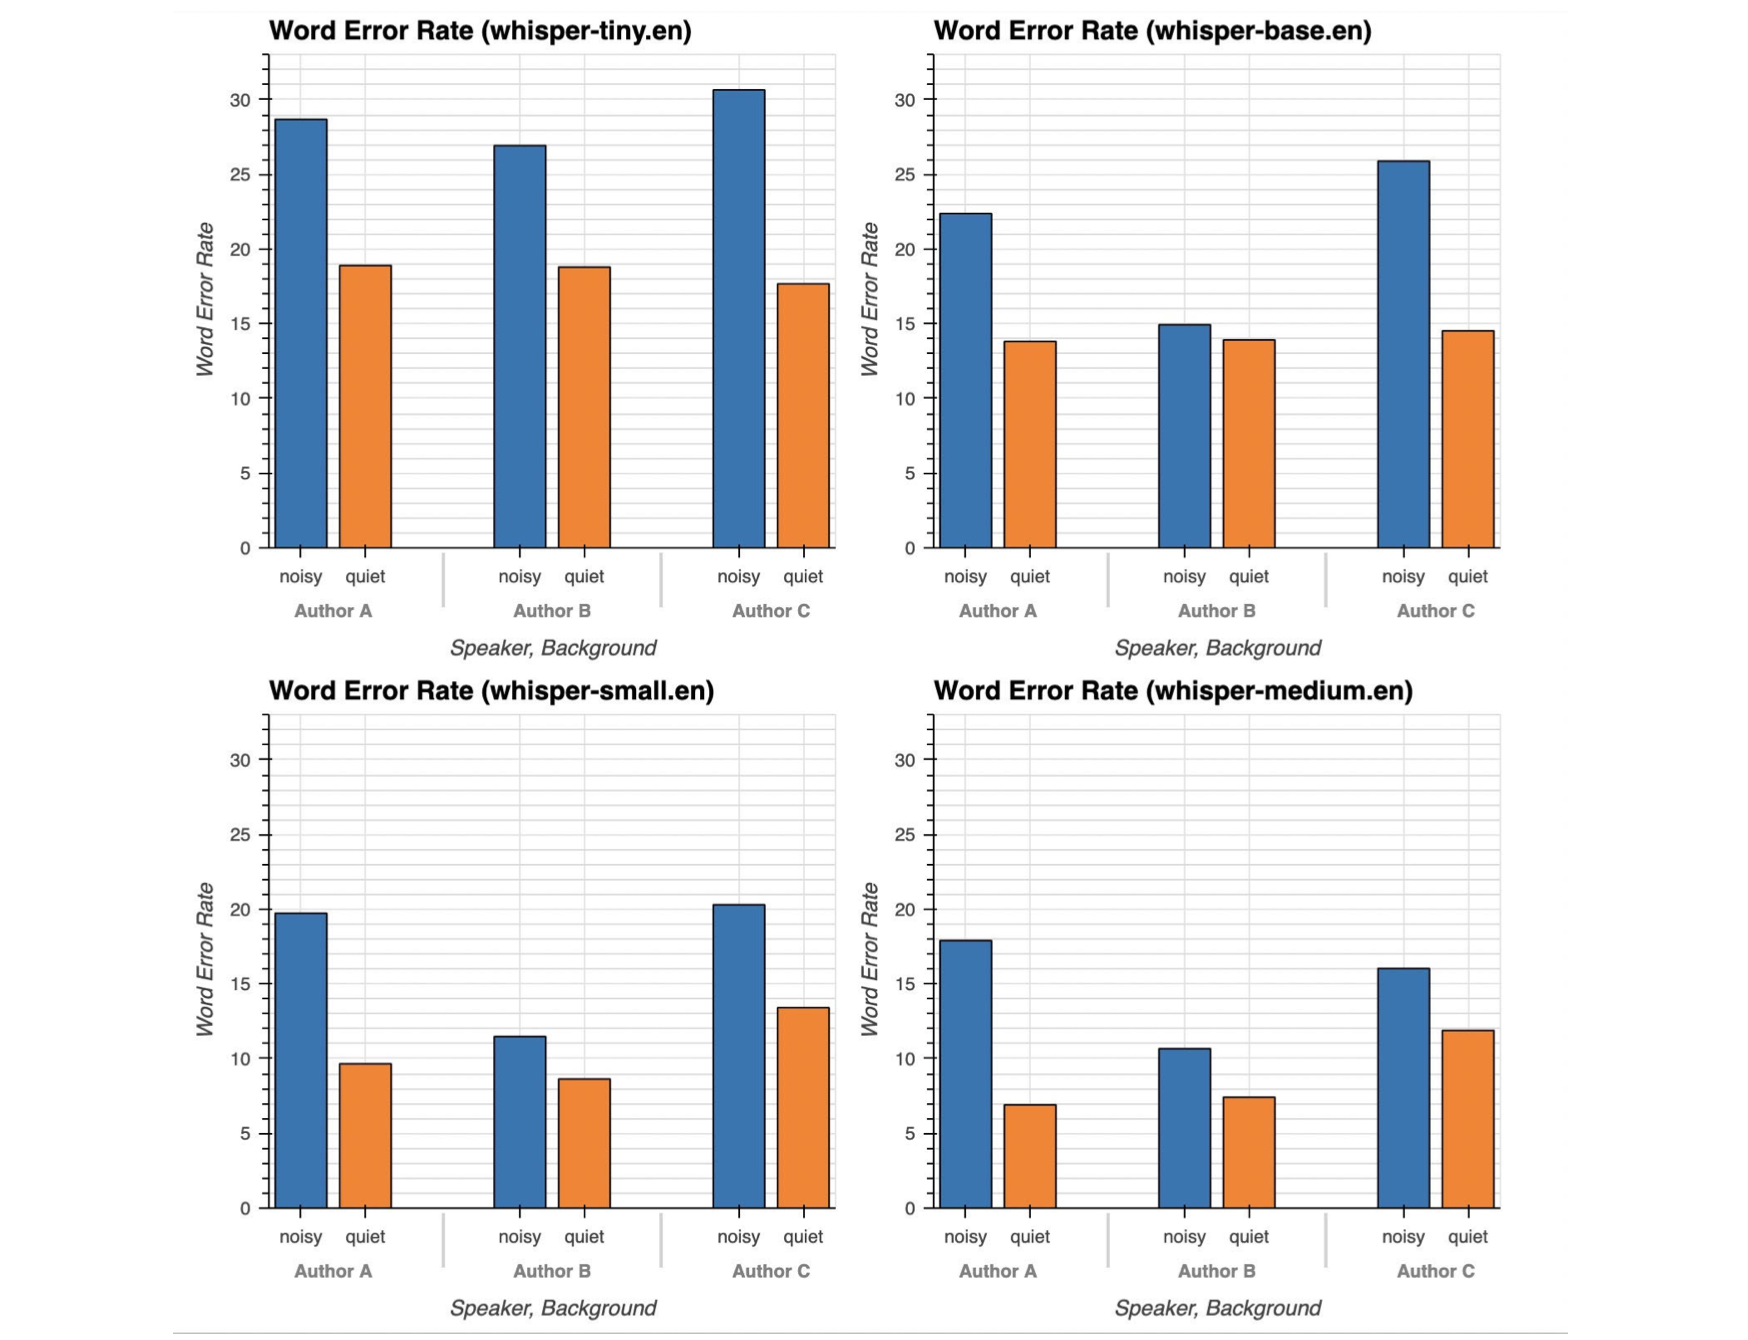 Word Error Rate (whisper-tiny.en)
Word Error Rate
30
25
20
15
10
5
0
noisy quiet noisy quiet noisy quiet
Author A Author B Author C
Speaker, Background
Word Error Rate (whisper-base.en)
Word Error Rate
30
25
20
15
10
5
0
noisy quiet noisy quiet noisy quiet
Author A Author B Author C
Speaker, Background
Word Error Rate (whisper-small.en)
Word Error Rate
30
25
20
15
10
5
0
noisy quiet noisy quiet noisy quiet
Author A Author B Author C
Speaker, Background
Word Error Rate (whisper-medium.en)
Word Error Rate
30
25
20
15
10
5
0
noisy quiet noisy quiet noisy quiet
Author A Author B Author C
Speaker, Background